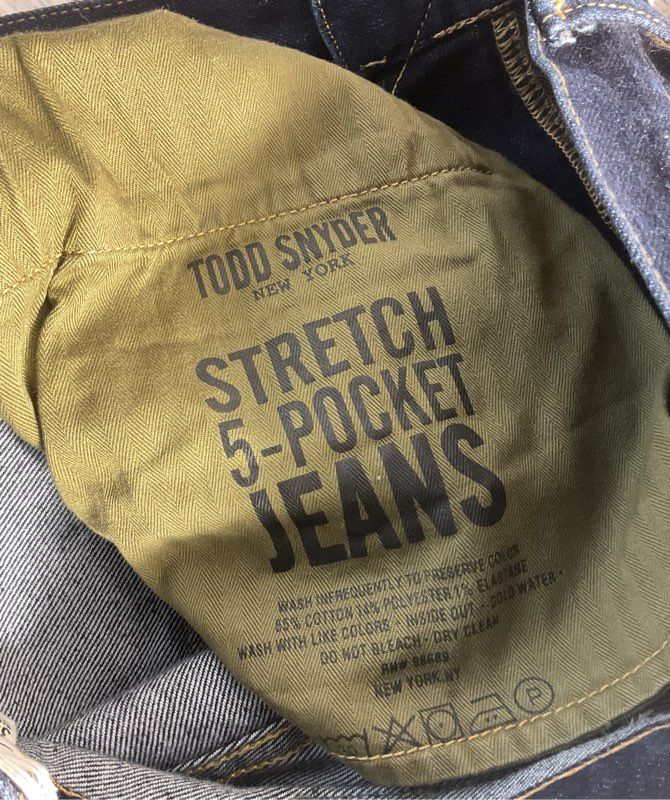 TODD SNYDER
NEW YORK
STRETCH
5-POCKET
JEANS
WASH INFREQUENTLY TO PRESERVE COLOR
85% COTTON 14% POLYESTER 1% ELASTANE
WASH WITH LIKE COLORS · INSIDE OUT · COLD WATER ·
DO NOT BLEACH · DRY CLEAN
RN#
NEW YORK, NY
P